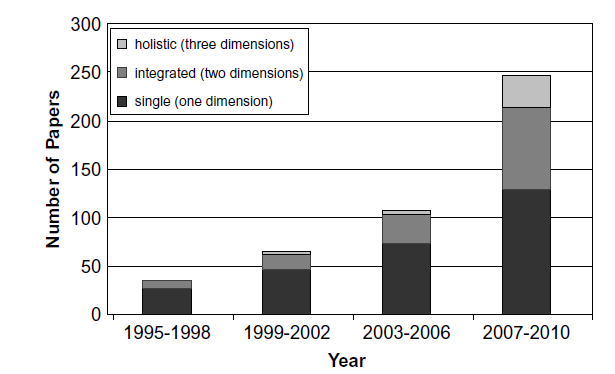 300
250
200
150
100
50
0
Number of Papers
holistic (three dimensions)
integrated (two dimensions)
single (one dimension)
1995-1998 1999-2002 2003-2006 2007-2010
Year